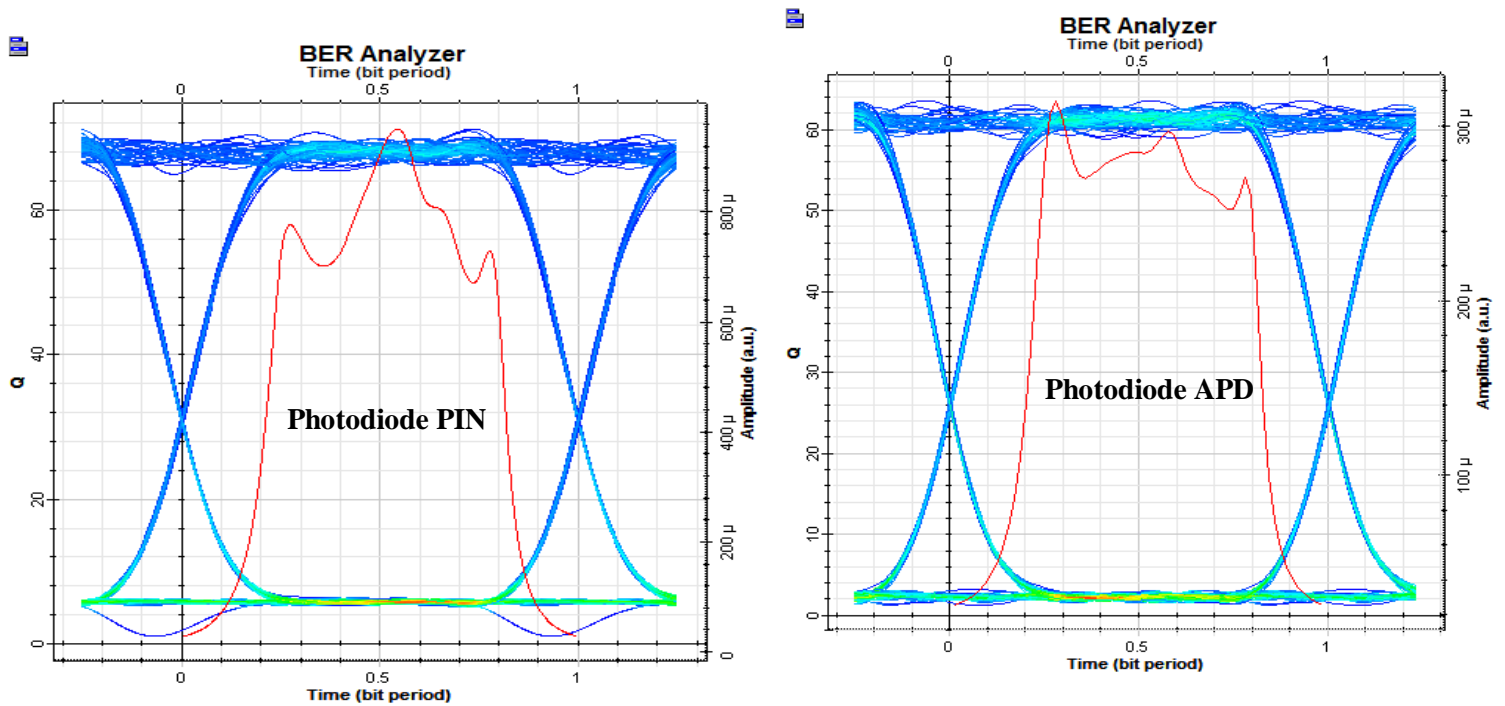 BER Analyzer
Time (bit period)
0 0.5 1
60
40
20
0
Q
800 µ
600 µ
400 µ
200 µ
0
Amplitude (a.u.)
Photodiode PIN
0 0.5 1
Time (bit period)
BER Analyzer
Time (bit period)
0 0.5 1
60
50
40
30
20
10
0
Q
300 µ
200 µ
100 µ
Amplitude (a.u.)
Photodiode APD
0 0.5 1
Time (bit period)